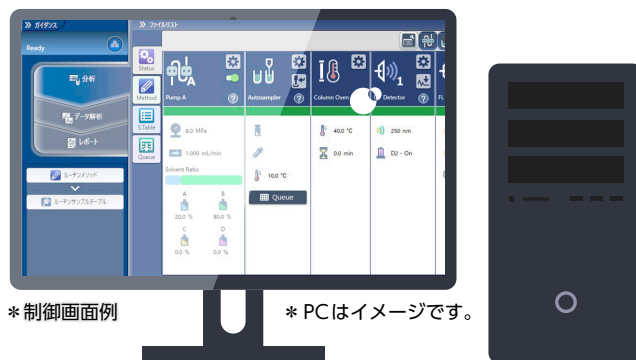 ガイダンス
ファイルリスト
Ready
分析
データ解析
レポート
ルーチンメソッド
ルーチンサンプルテーブル
Status
Method
S.Table
Queue
A
Pump A
Autosampler
Column Oven
1
Detector
FL
6.0 MPa
1.000 mL/min
Solvent Ratio
A B
20.0 % 80.0 %
C D
0.0 % 0.0 %
10.0 °C
Queue
40.0 °C
0.0 min
250 nm
D2 - On
＊制御画面例
＊PCはイメージです。